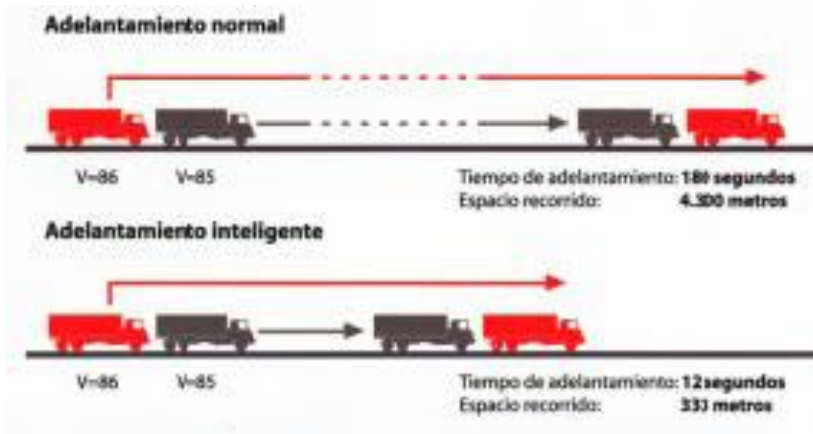 Adelantamiento normal
V=86 V=85
Tiempo de adelantamiento: 180 segundos
Espacio recorrido: 4.300 metros
Adelantamiento inteligente
V=86 V=85
Tiempo de adelantamiento: 12 segundos
Espacio recorrido: 333 metros